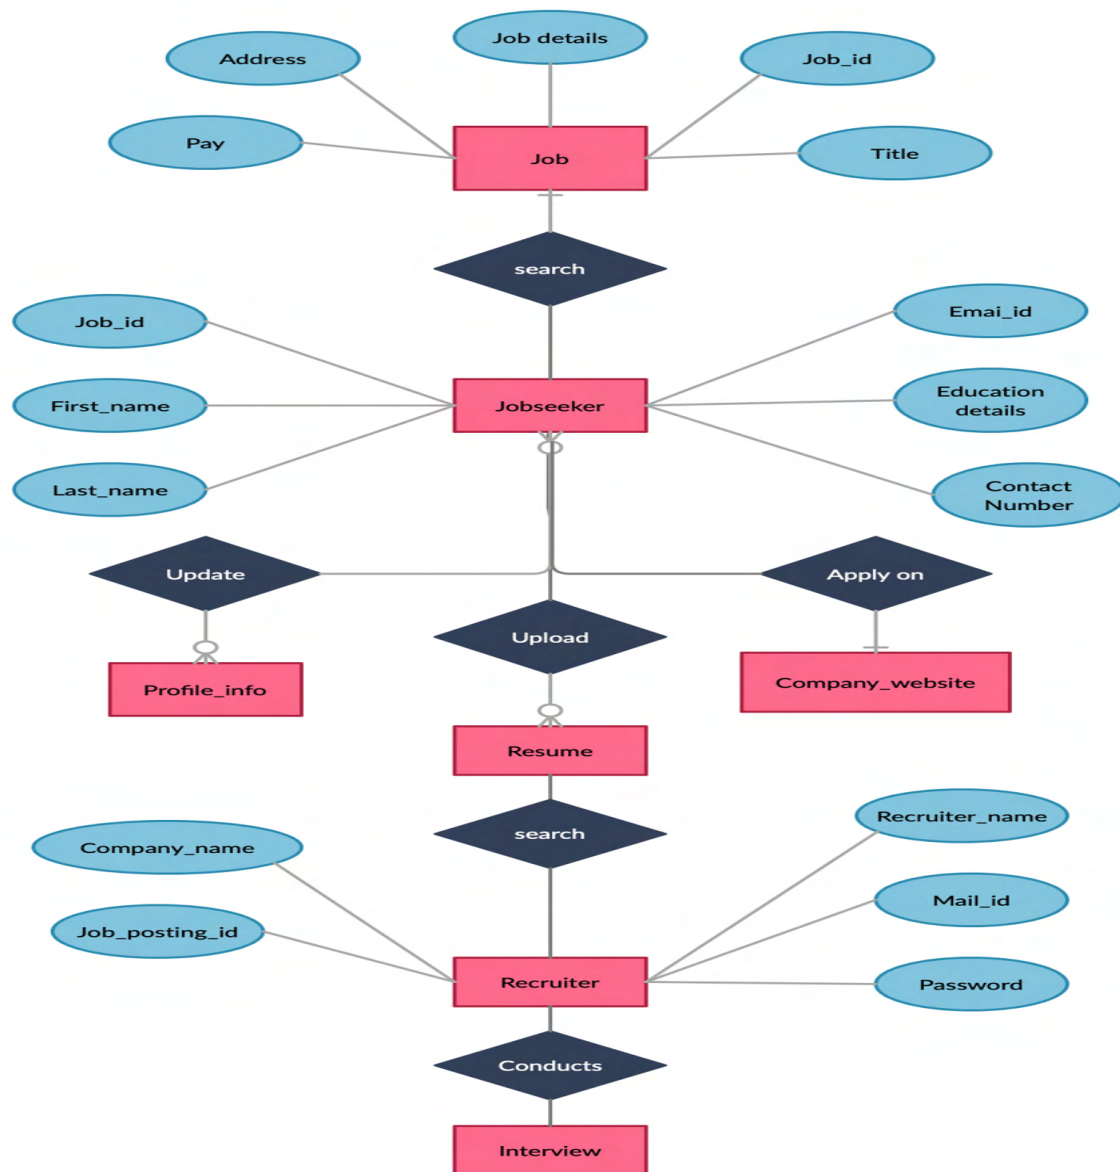 Job details
Address
Job_id
Pay
Job
Title
search
Job_id
Emai_id
First_name
Jobseeker
Education
details
Last_name
Contact
Number
Update
Apply on
Upload
Profile_info
Company_website
Resume
search
Recruiter_name
Company_name
Mail_id
Job_posting_id
Recruiter
Password
Conducts
Interview